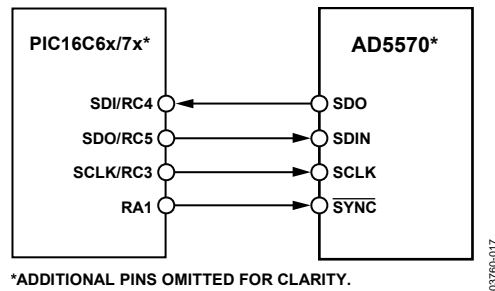 PIC16C6x/7x*
AD5570*
SDI/RC4
SDO
SDO/RC5
SDIN
SCLK/RC3
SCLK
RA1
SYNC
*ADDITIONAL PINS OMITTED FOR CLARITY.
03760-017